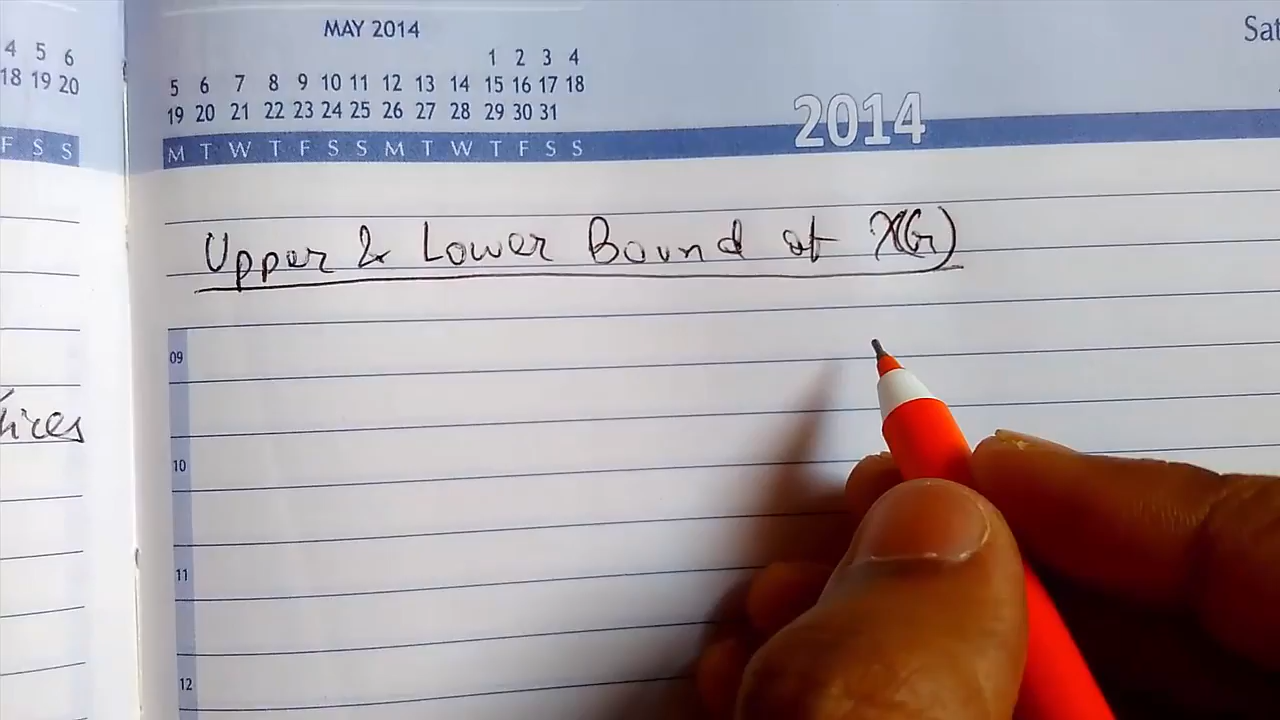 MAY 2014
Sat
4 5 6
1 2 3 4
18 19 20
5 6 7 8 9 10 11 12 13 14 15 16 17 18
19 20 21 22 23 24 25 26 27 28 29 30 31
2014
F S S
M T W T F S S M T W T F S S
Upper & Lower Bound of X(G)
09
10
11
12